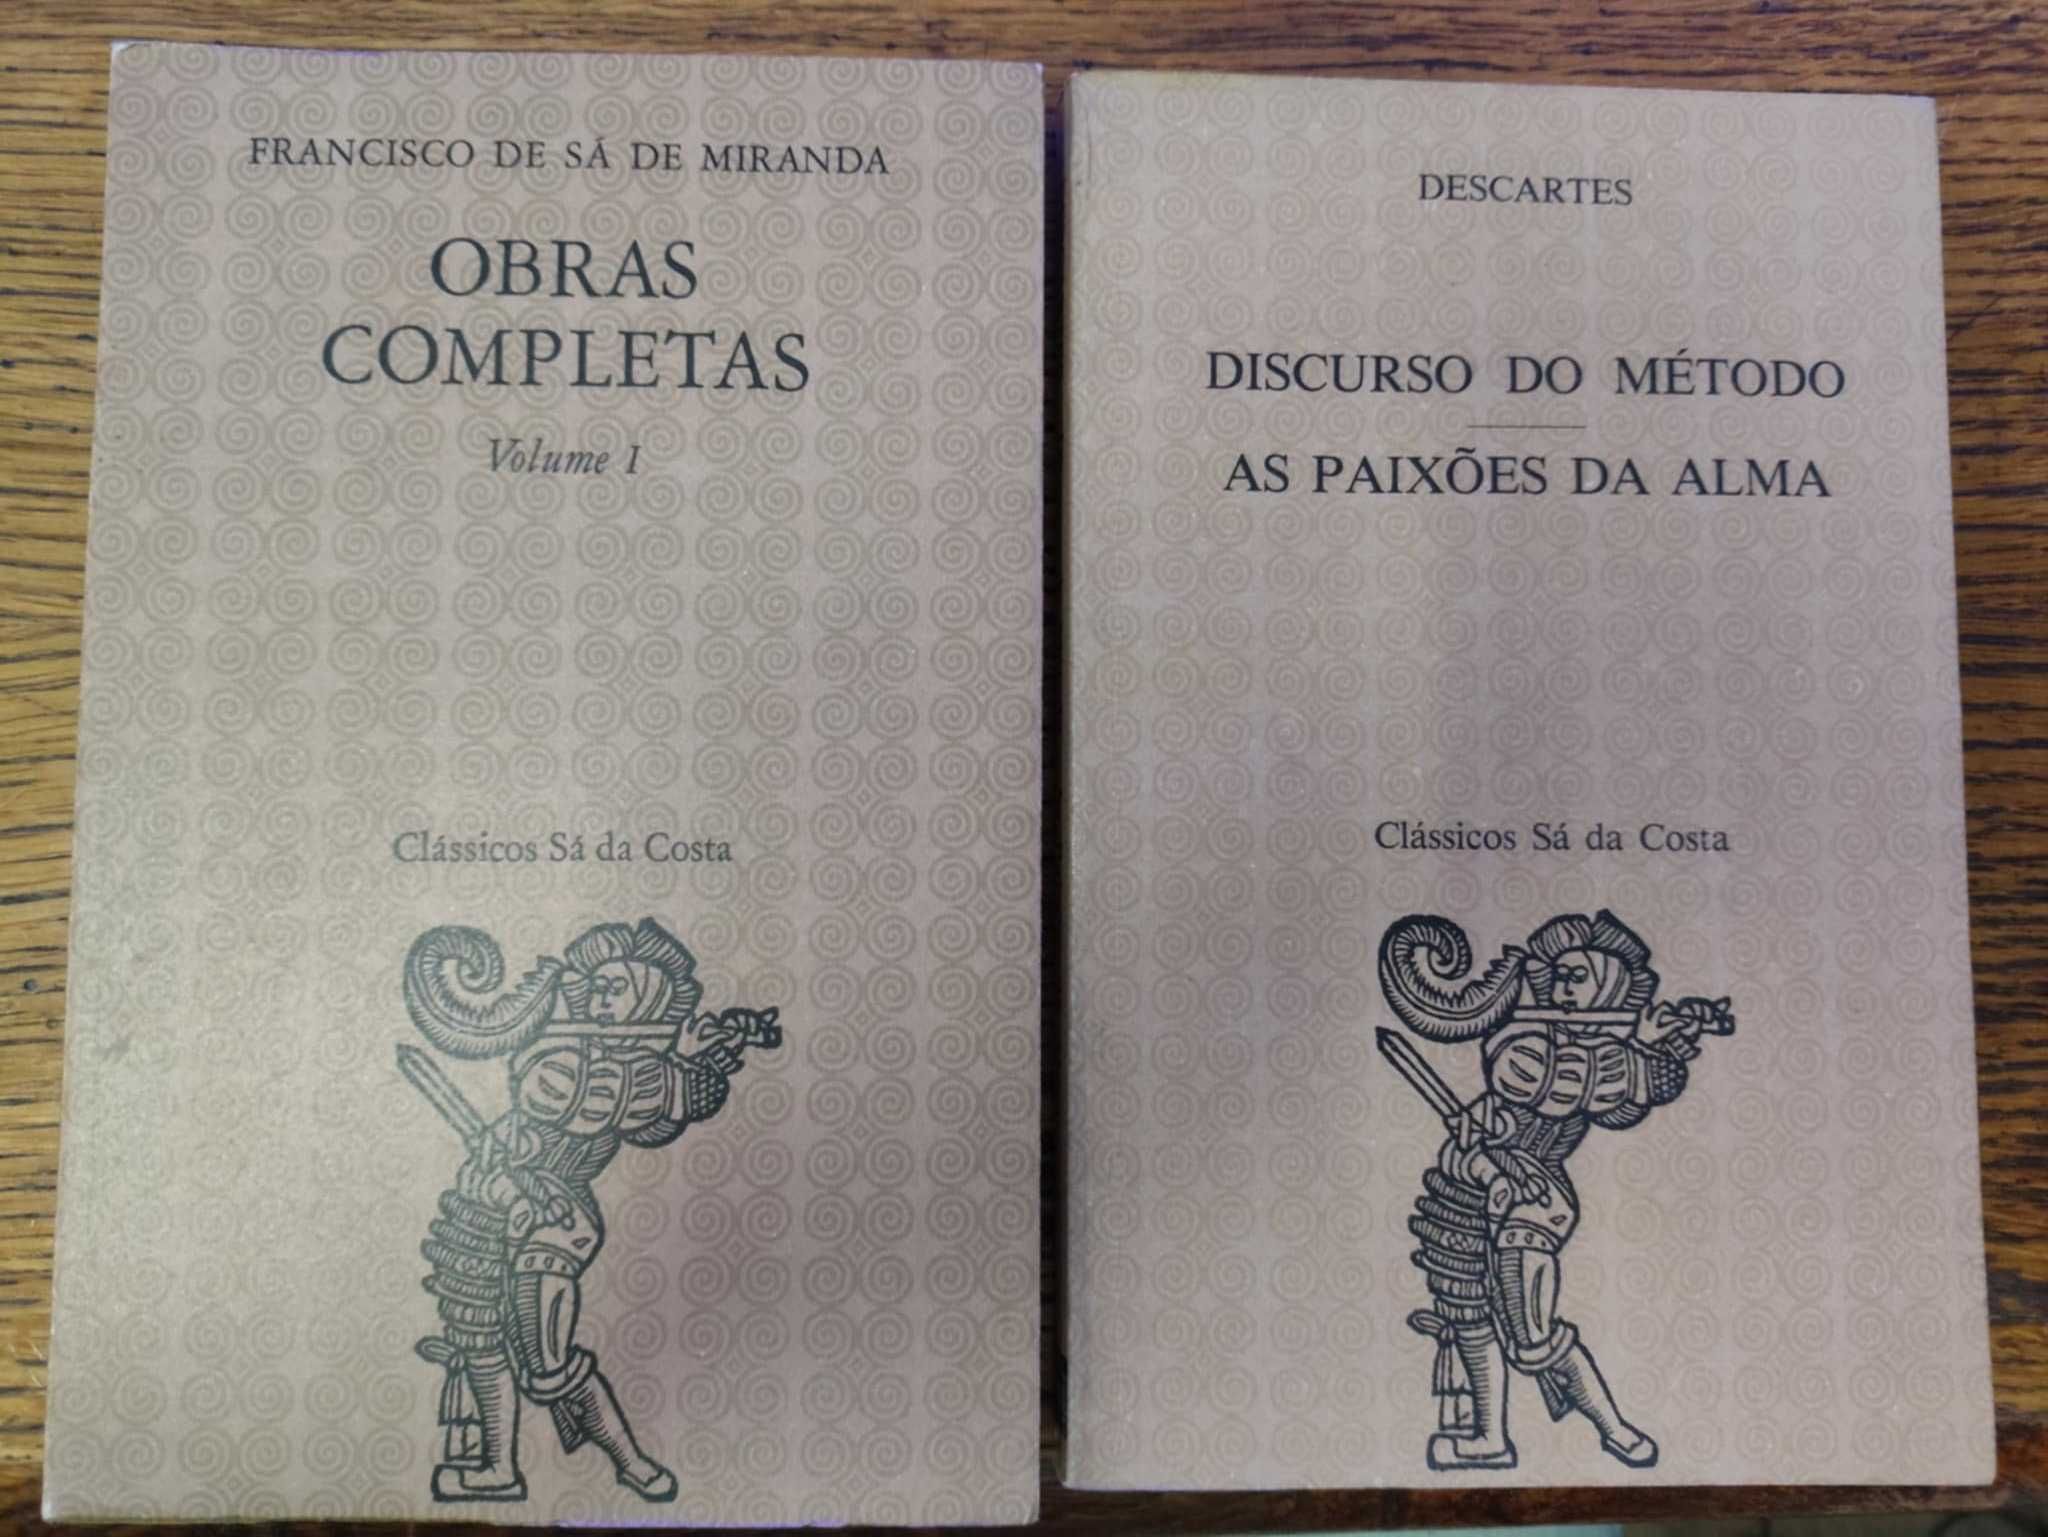 FRANCISCO DE SÁ DE MIRANDA
OBRAS
COMPLETAS
Volume I
Clássicos Sá da Costa
DESCARTES
DISCURSO DO MÉTODO
AS PAIXÕES DA ALMA
Clássicos Sá da Costa